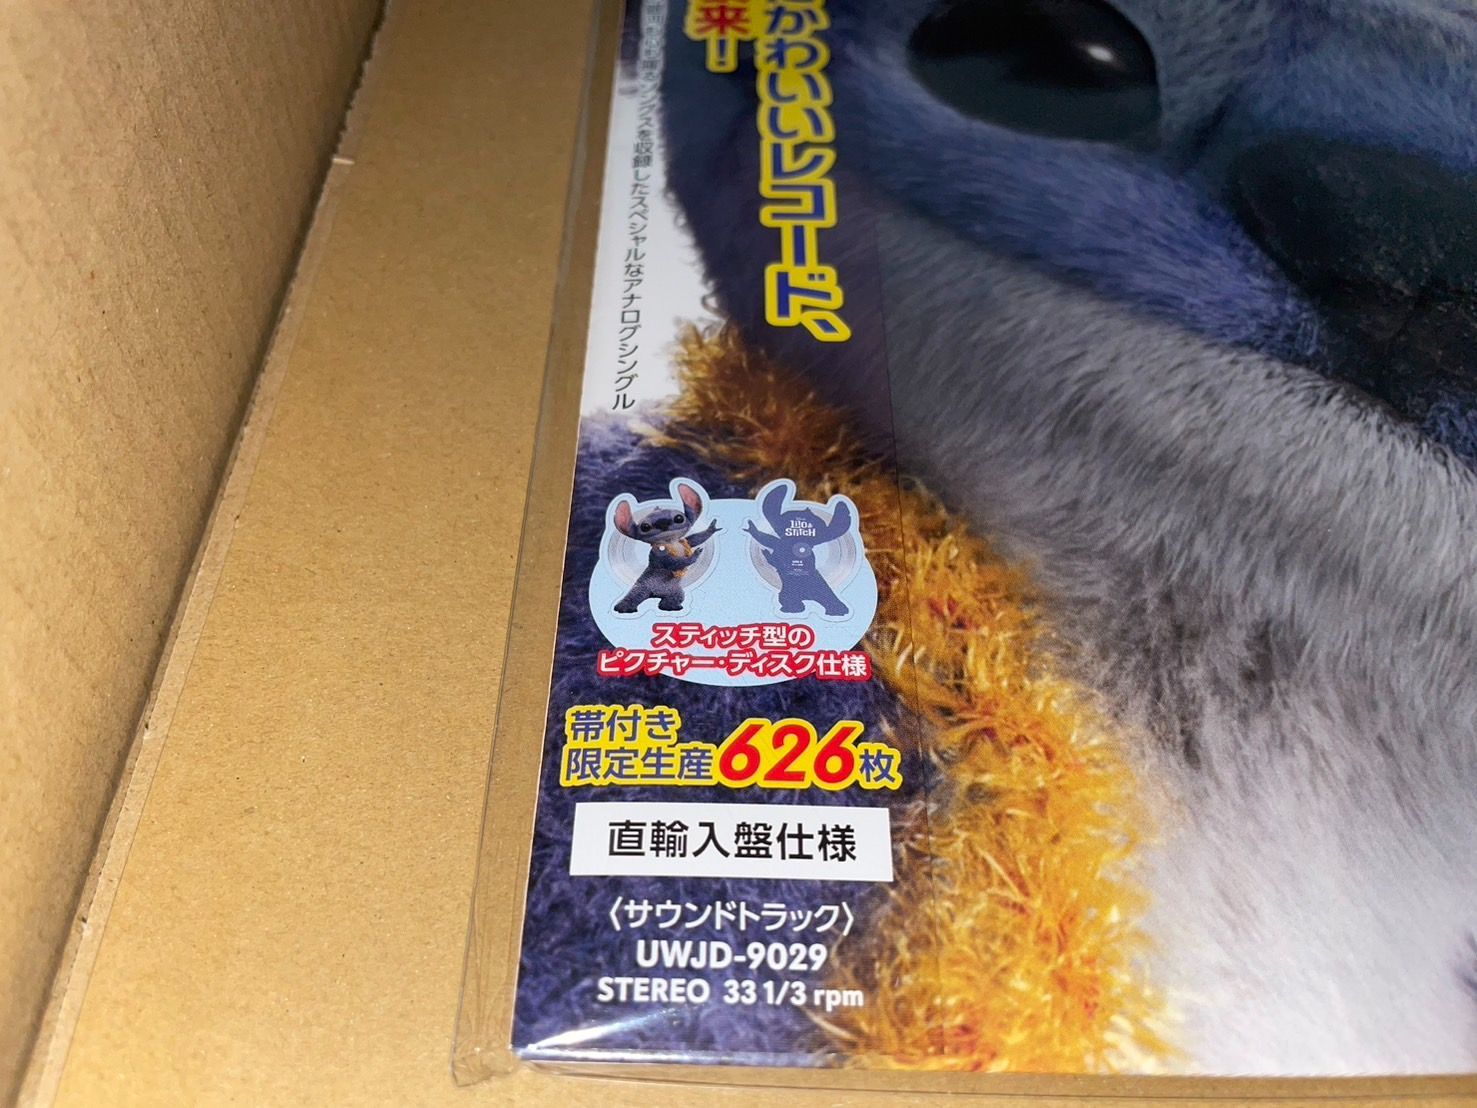 かわいいレコード、
来！
ソングスを収録したスペシャルなアナログシングル
LILO &
STITCH
スティッチ型の
ピクチャー・ディスク仕様
帯付き
限定生産626枚
直輸入盤仕様
〈サウンドトラック〉
UWJD-9029
STEREO 33 1/3 rpm